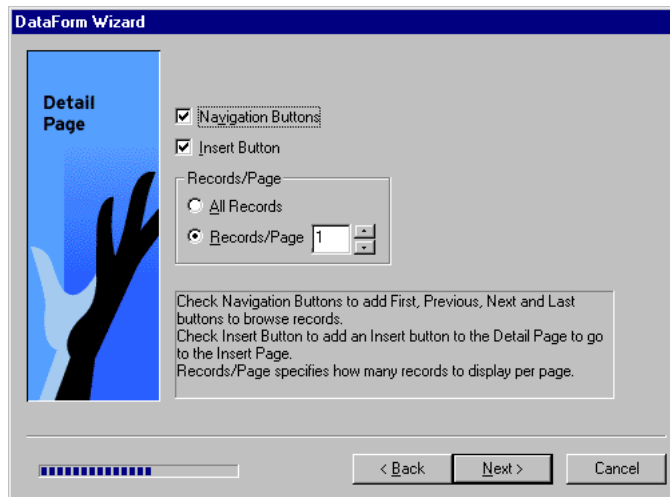 DataForm Wizard
Detail
Page
Navigation Buttons
Insert Button
Records/Page
All Records
Records/Page 1
Check Navigation Buttons to add First, Previous, Next and Last
buttons to browse records.
Check Insert Button to add an Insert button to the Detail Page to go
to the Insert Page.
Records/Page specifies how many records to display per page.
< Back Next > Cancel